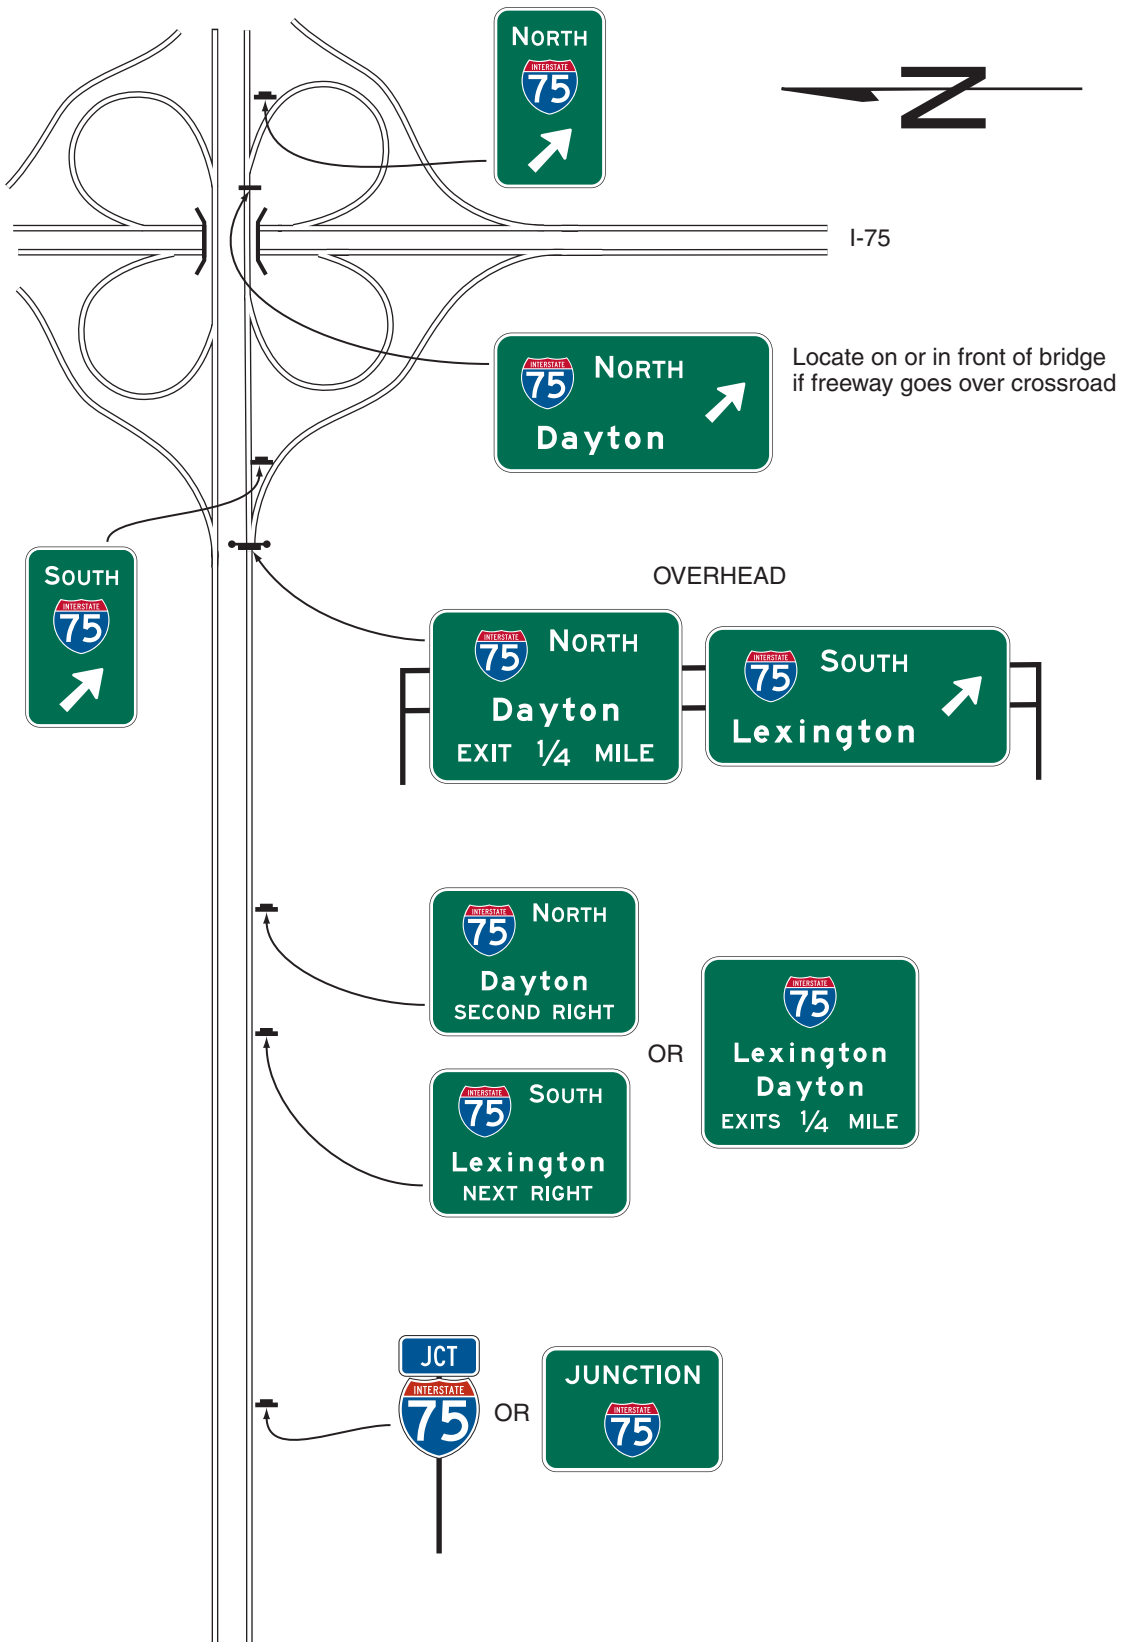 NORTH
INTERSTATE
75
N
I-75
INTERSTATE
75
NORTH
Dayton
Locate on or in front of bridge
if freeway goes over crossroad
SOUTH
INTERSTATE
75
OVERHEAD
INTERSTATE
75
NORTH
Dayton
EXIT 1/4 MILE
INTERSTATE
75
SOUTH
Lexington
INTERSTATE
75
NORTH
Dayton
SECOND RIGHT
OR
INTERSTATE
75
Lexington
Dayton
EXITS 1/4 MILE
INTERSTATE
75
SOUTH
Lexington
NEXT RIGHT
JCT
INTERSTATE
75
OR
JUNCTION
INTERSTATE
75